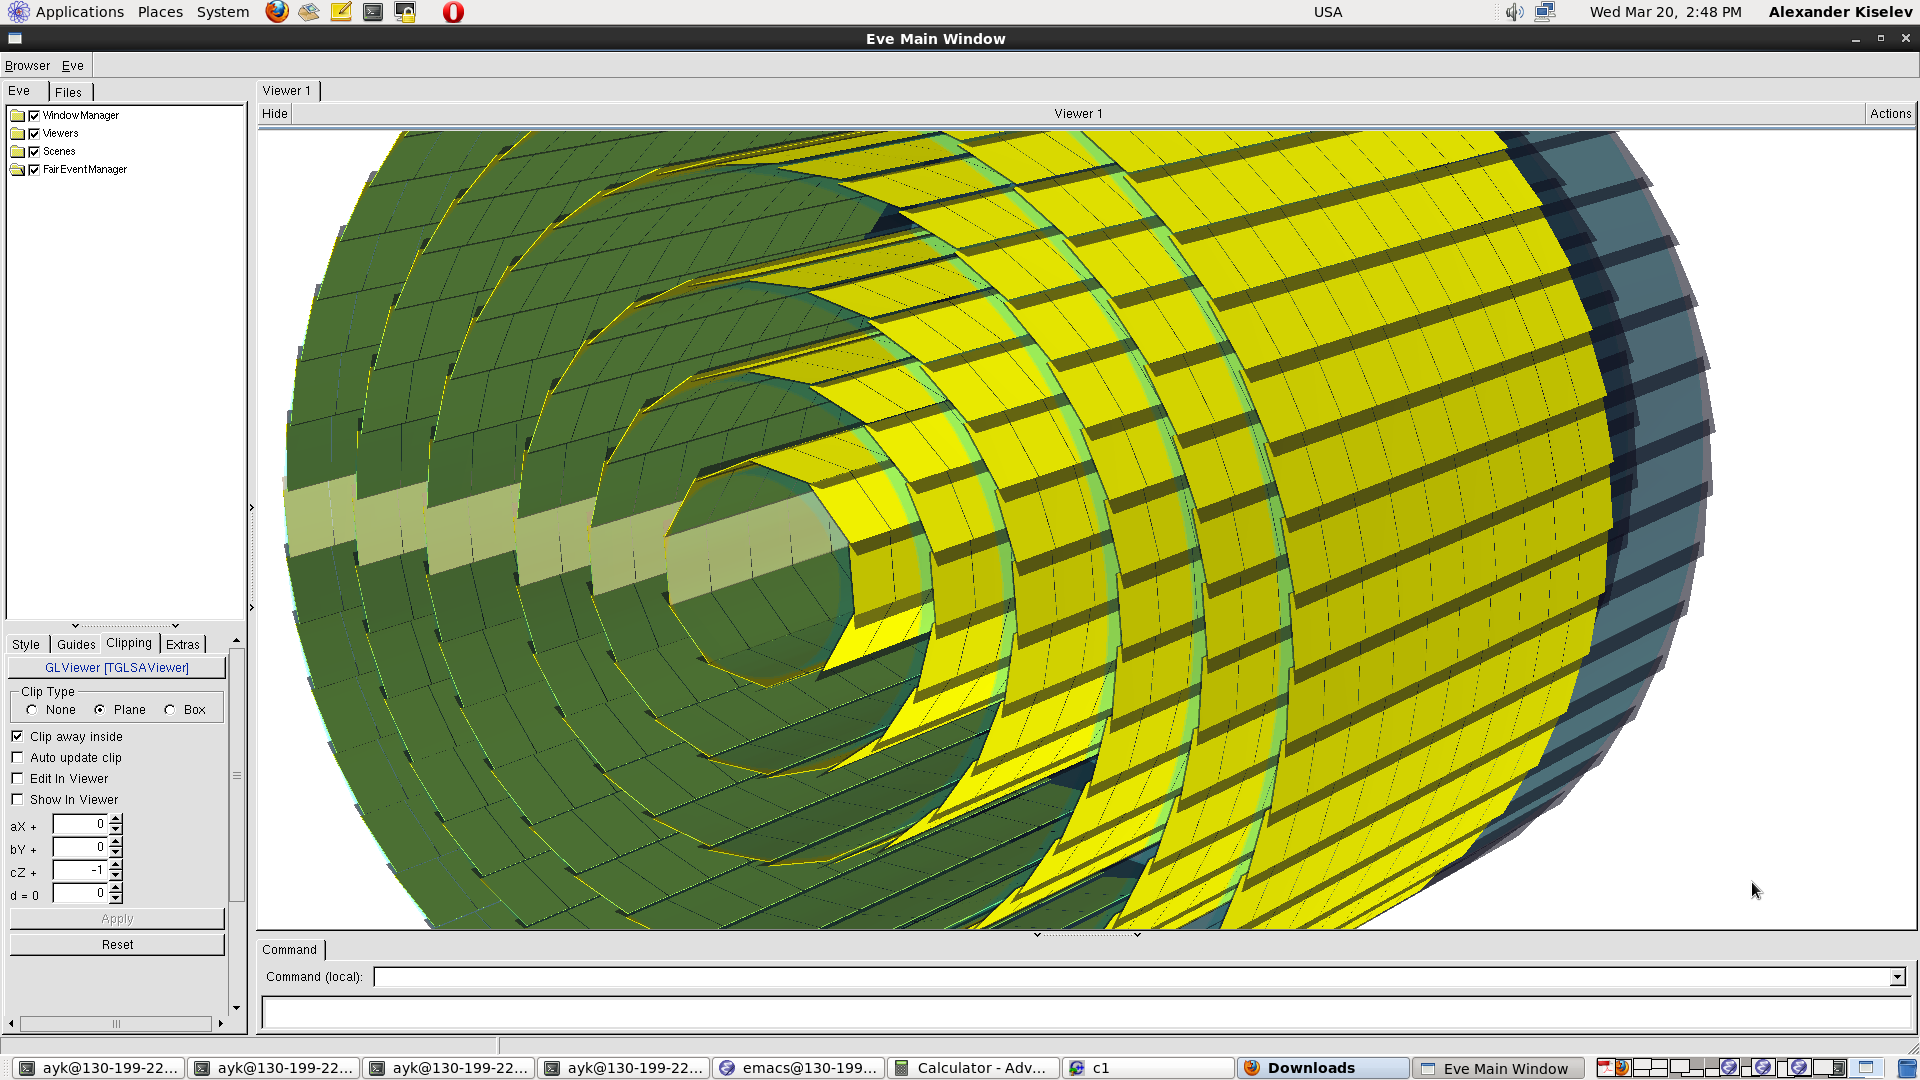 Applications Places System USA Wed Mar 20, 2:48 PM Alexander Kiselev
Eve Main Window
Browser Eve
Eve Files Viewer 1
Hide Viewer 1 Actions
Window Manager
Viewers
Scenes
Fair Event Manager
Style Guides Clipping Extras
GLViewer [TGLSAViewer]
Clip Type
None Plane Box
Clip away inside
Auto update clip
Edit In Viewer
Show In Viewer
aX + 0
bY + 0
cZ + -1
d = 0 0
Apply
Reset
Command
Command (local):
ayk@130-199-22... ayk@130-199-22... ayk@130-199-22... ayk@130-199-22... emacs@130-199... Calculator - Adv... c1 Downloads Eve Main Window